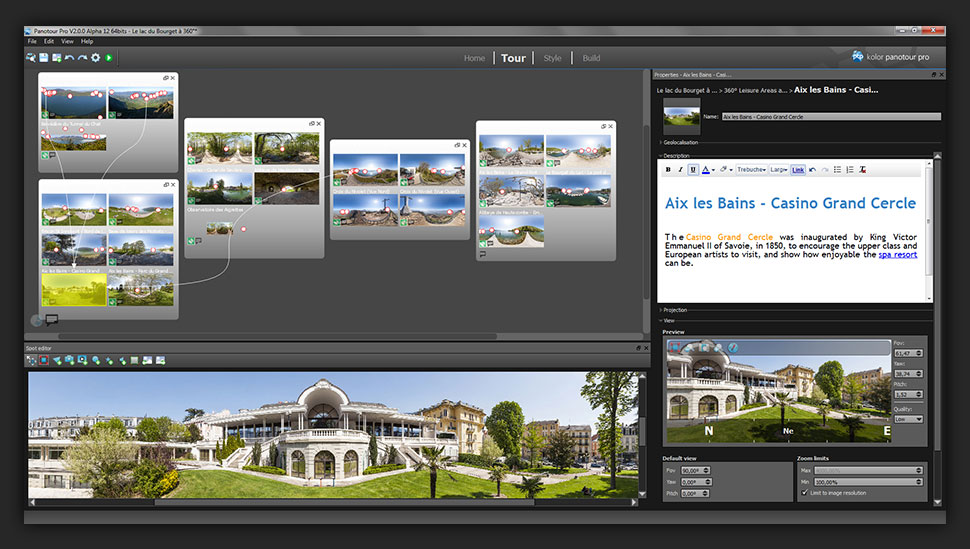 Panotour Pro V2.0.0 Alpha 12 64bits - Le lac du Bourget à 360°*
File Edit View Help
Home Tour Style Build
kolor panotour pro
Properties - Aix les Bains - Casi...
Le lac du Bourget à ... > 360° Leisure Areas a... > Aix les Bains - Casi...
Name: Aix les Bains - Casino Grand Cercle
Geolocalisation
Description
B I U A Trebuche Large Link
Aix les Bains - Casino Grand Cercle
The Casino Grand Cercle was inaugurated by King Victor
Emmanuel II of Savoie, in 1850, to encourage the upper class and
European artists to visit, and show how enjoyable the spa resort
can be.
Observatoire des Aigrettes
Aix les Bains - Casino Grand
Aix les Bains - Parc du Grand
Projection
View
Preview
Fov:
61,47
Yaw:
38,74
Pitch:
1,52
Quality:
Low
N Ne E
Spot editor
Default view
Fov 90,00°
Yaw 0,00°
Pitch 0,00°
Zoom limits
Max
Min 100,00%
Limit to image resolution